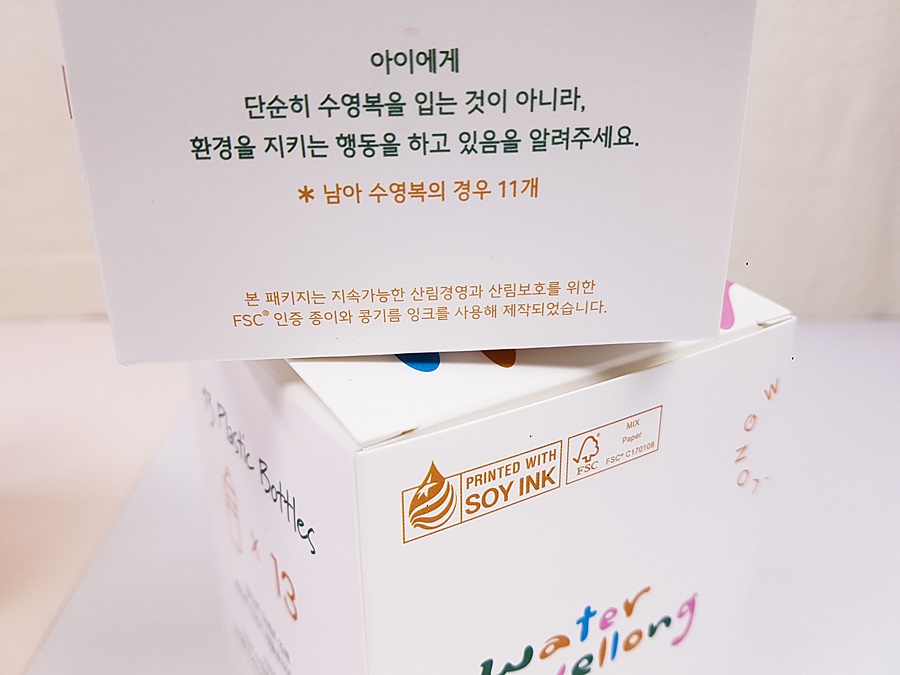 아이에게
단순히 수영복을 입는 것이 아니라,
환경을 지키는 행동을 하고 있음을 알려주세요.
* 남아 수영복의 경우 11개
본 패키지는 지속가능한 산림경영과 산림보호를 위한
FSC® 인증 종이와 콩기름 잉크를 사용해 제작되었습니다.
Plastic Bottles
x 13
PRINTED WITH
SOY INK
FSC®
MIX
Paper
FSC® C170108
water